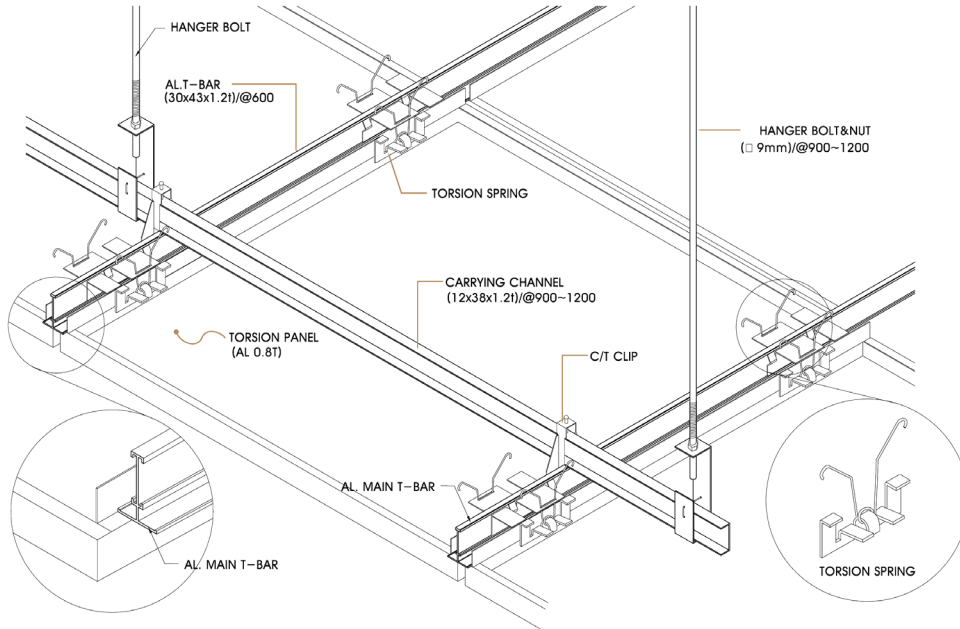 HANGER BOLT
AL.T-BAR
(30x43x1.2t)/@600
HANGER BOLT&NUT
(□ 9mm)/@900~1200
TORSION SPRING
CARRYING CHANNEL
(12x38x1.2t)/@900~1200
TORSION PANEL
(AL 0.8T)
C/T CLIP
AL. MAIN T-BAR
AL. MAIN T-BAR
TORSION SPRING